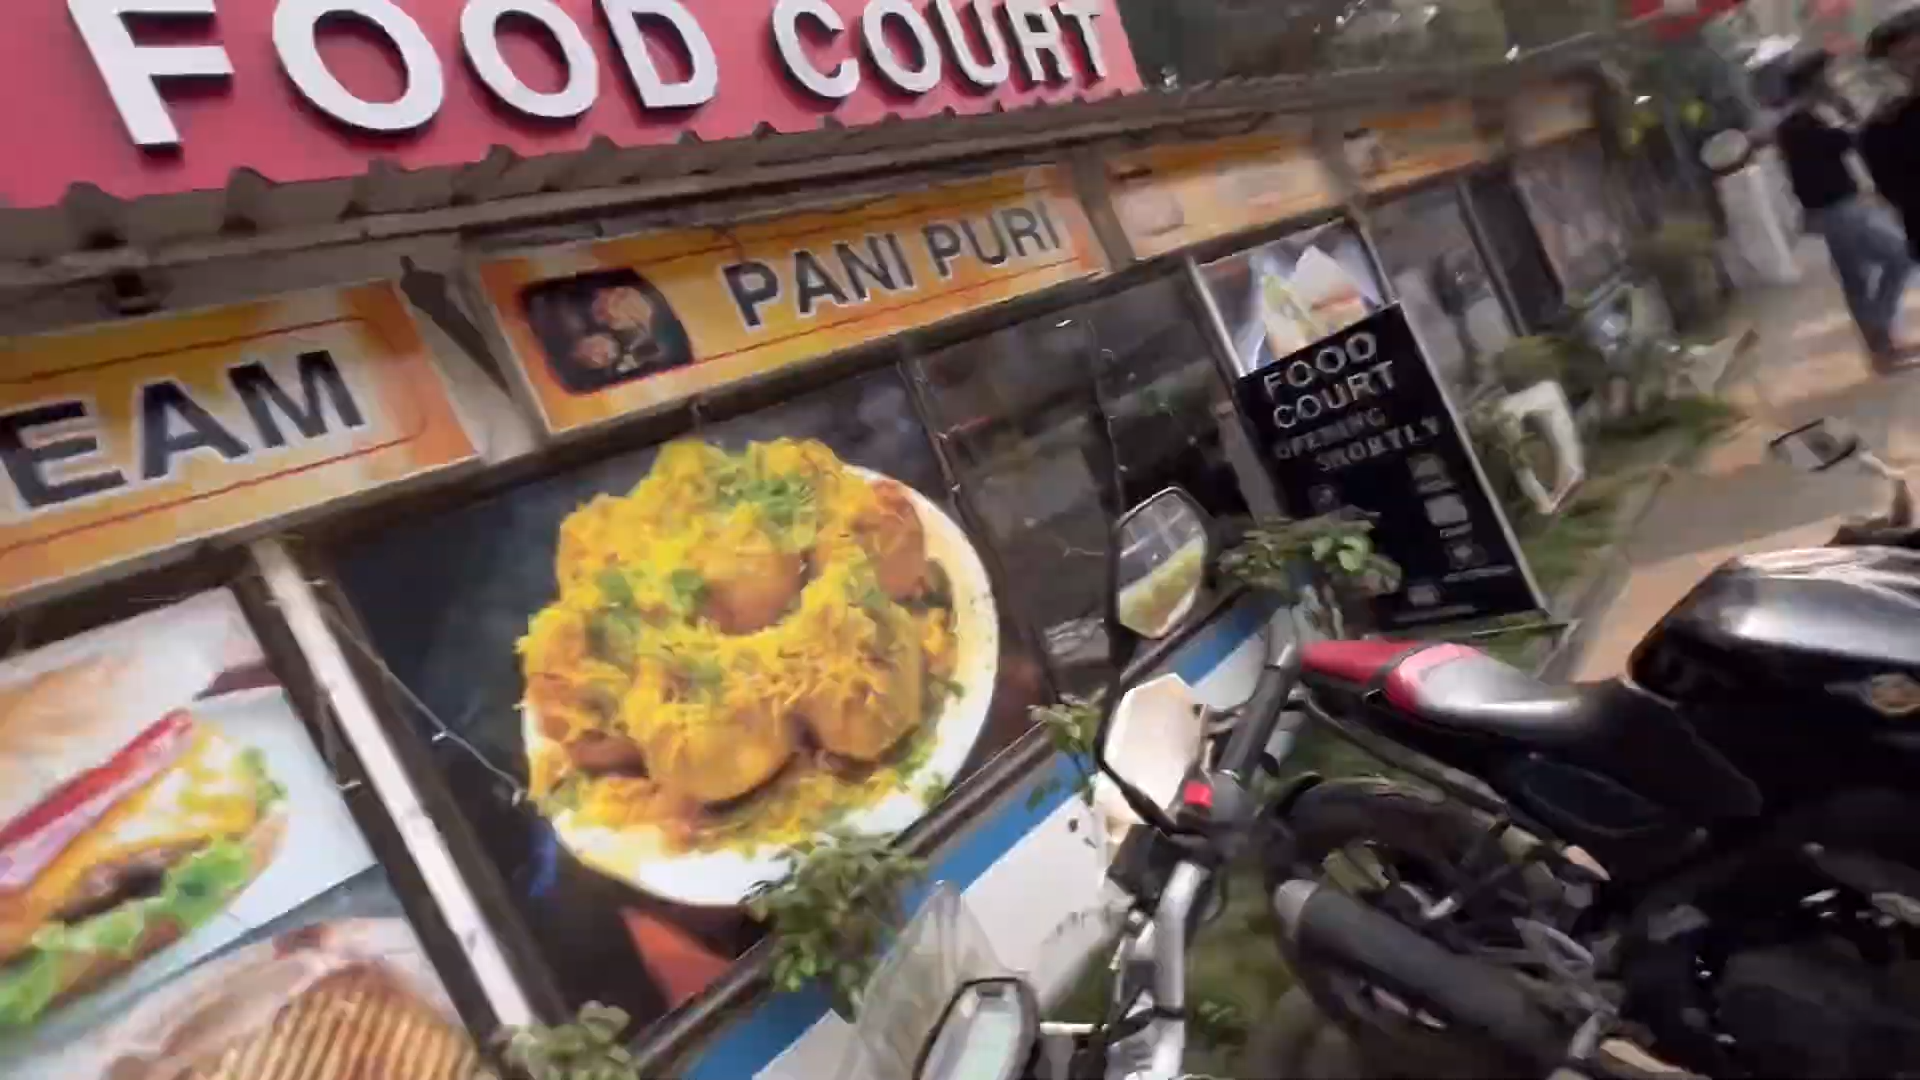 FOOD COURT
PANI PURI
EAM
FOOD
COURT
OPENING
SHORTLY